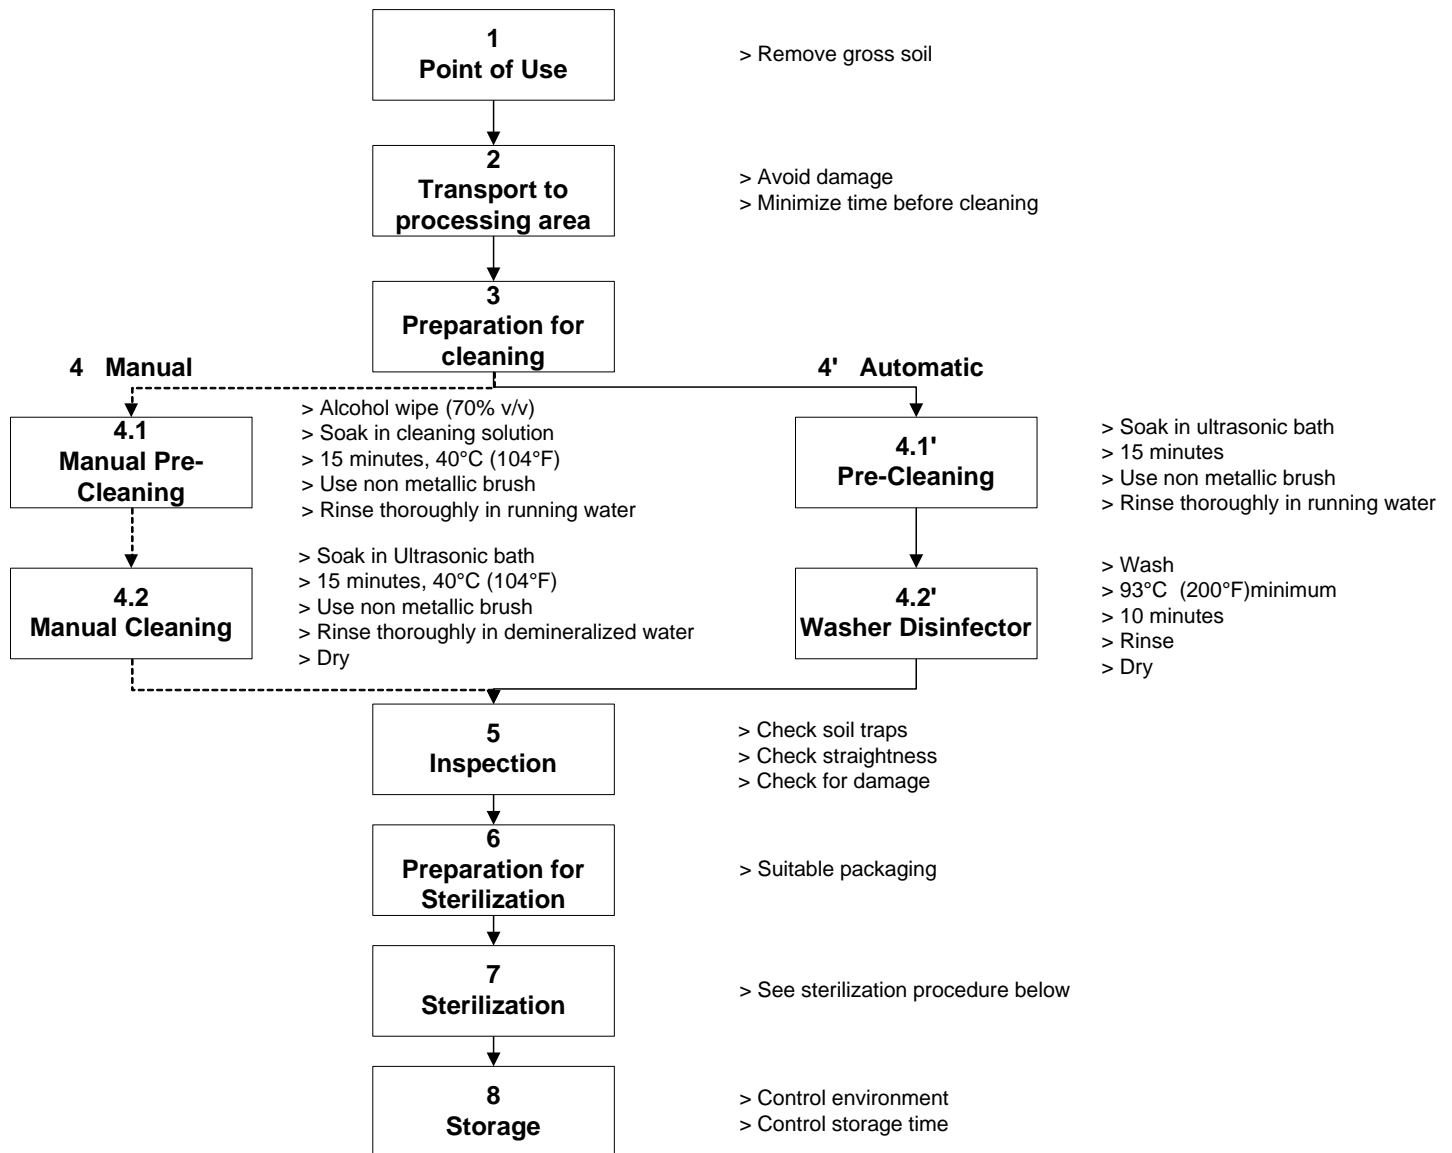 1
Point of Use
> Remove gross soil
2
Transport to
processing area
> Avoid damage
> Minimize time before cleaning
3
Preparation for
cleaning
4 Manual
4' Automatic
4.1
Manual Pre-
Cleaning
> Alcohol wipe (70% v/v)
> Soak in cleaning solution
> 15 minutes, 40°C (104°F)
> Use non metallic brush
> Rinse thoroughly in running water
4.1'
Pre-Cleaning
> Soak in ultrasonic bath
> 15 minutes
> Use non metallic brush
> Rinse thoroughly in running water
4.2
Manual Cleaning
> Soak in Ultrasonic bath
> 15 minutes, 40°C (104°F)
> Use non metallic brush
> Rinse thoroughly in demineralized water
> Dry
4.2'
Washer Disinfector
> Wash
> 93°C (200°F)minimum
> 10 minutes
> Rinse
> Dry
5
Inspection
> Check soil traps
> Check straightness
> Check for damage
6
Preparation for
Sterilization
> Suitable packaging
7
Sterilization
> See sterilization procedure below
8
Storage
> Control environment
> Control storage time